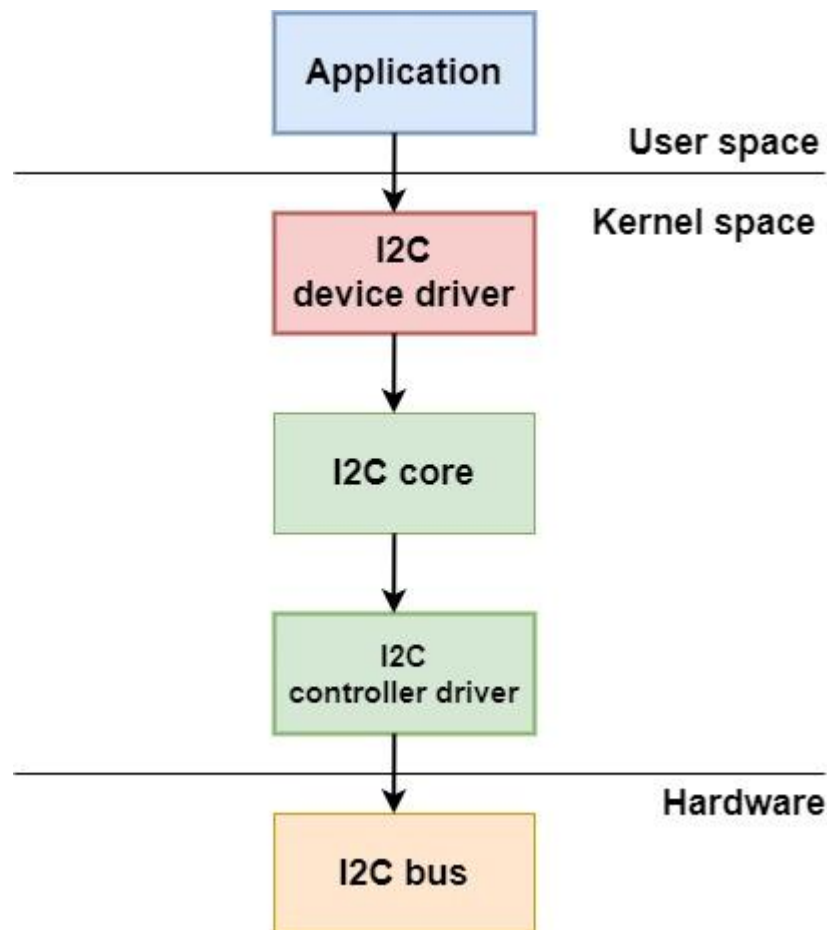 Application
User space
Kernel space
I2C
device driver
I2C core
I2C
controller driver
Hardware
I2C bus